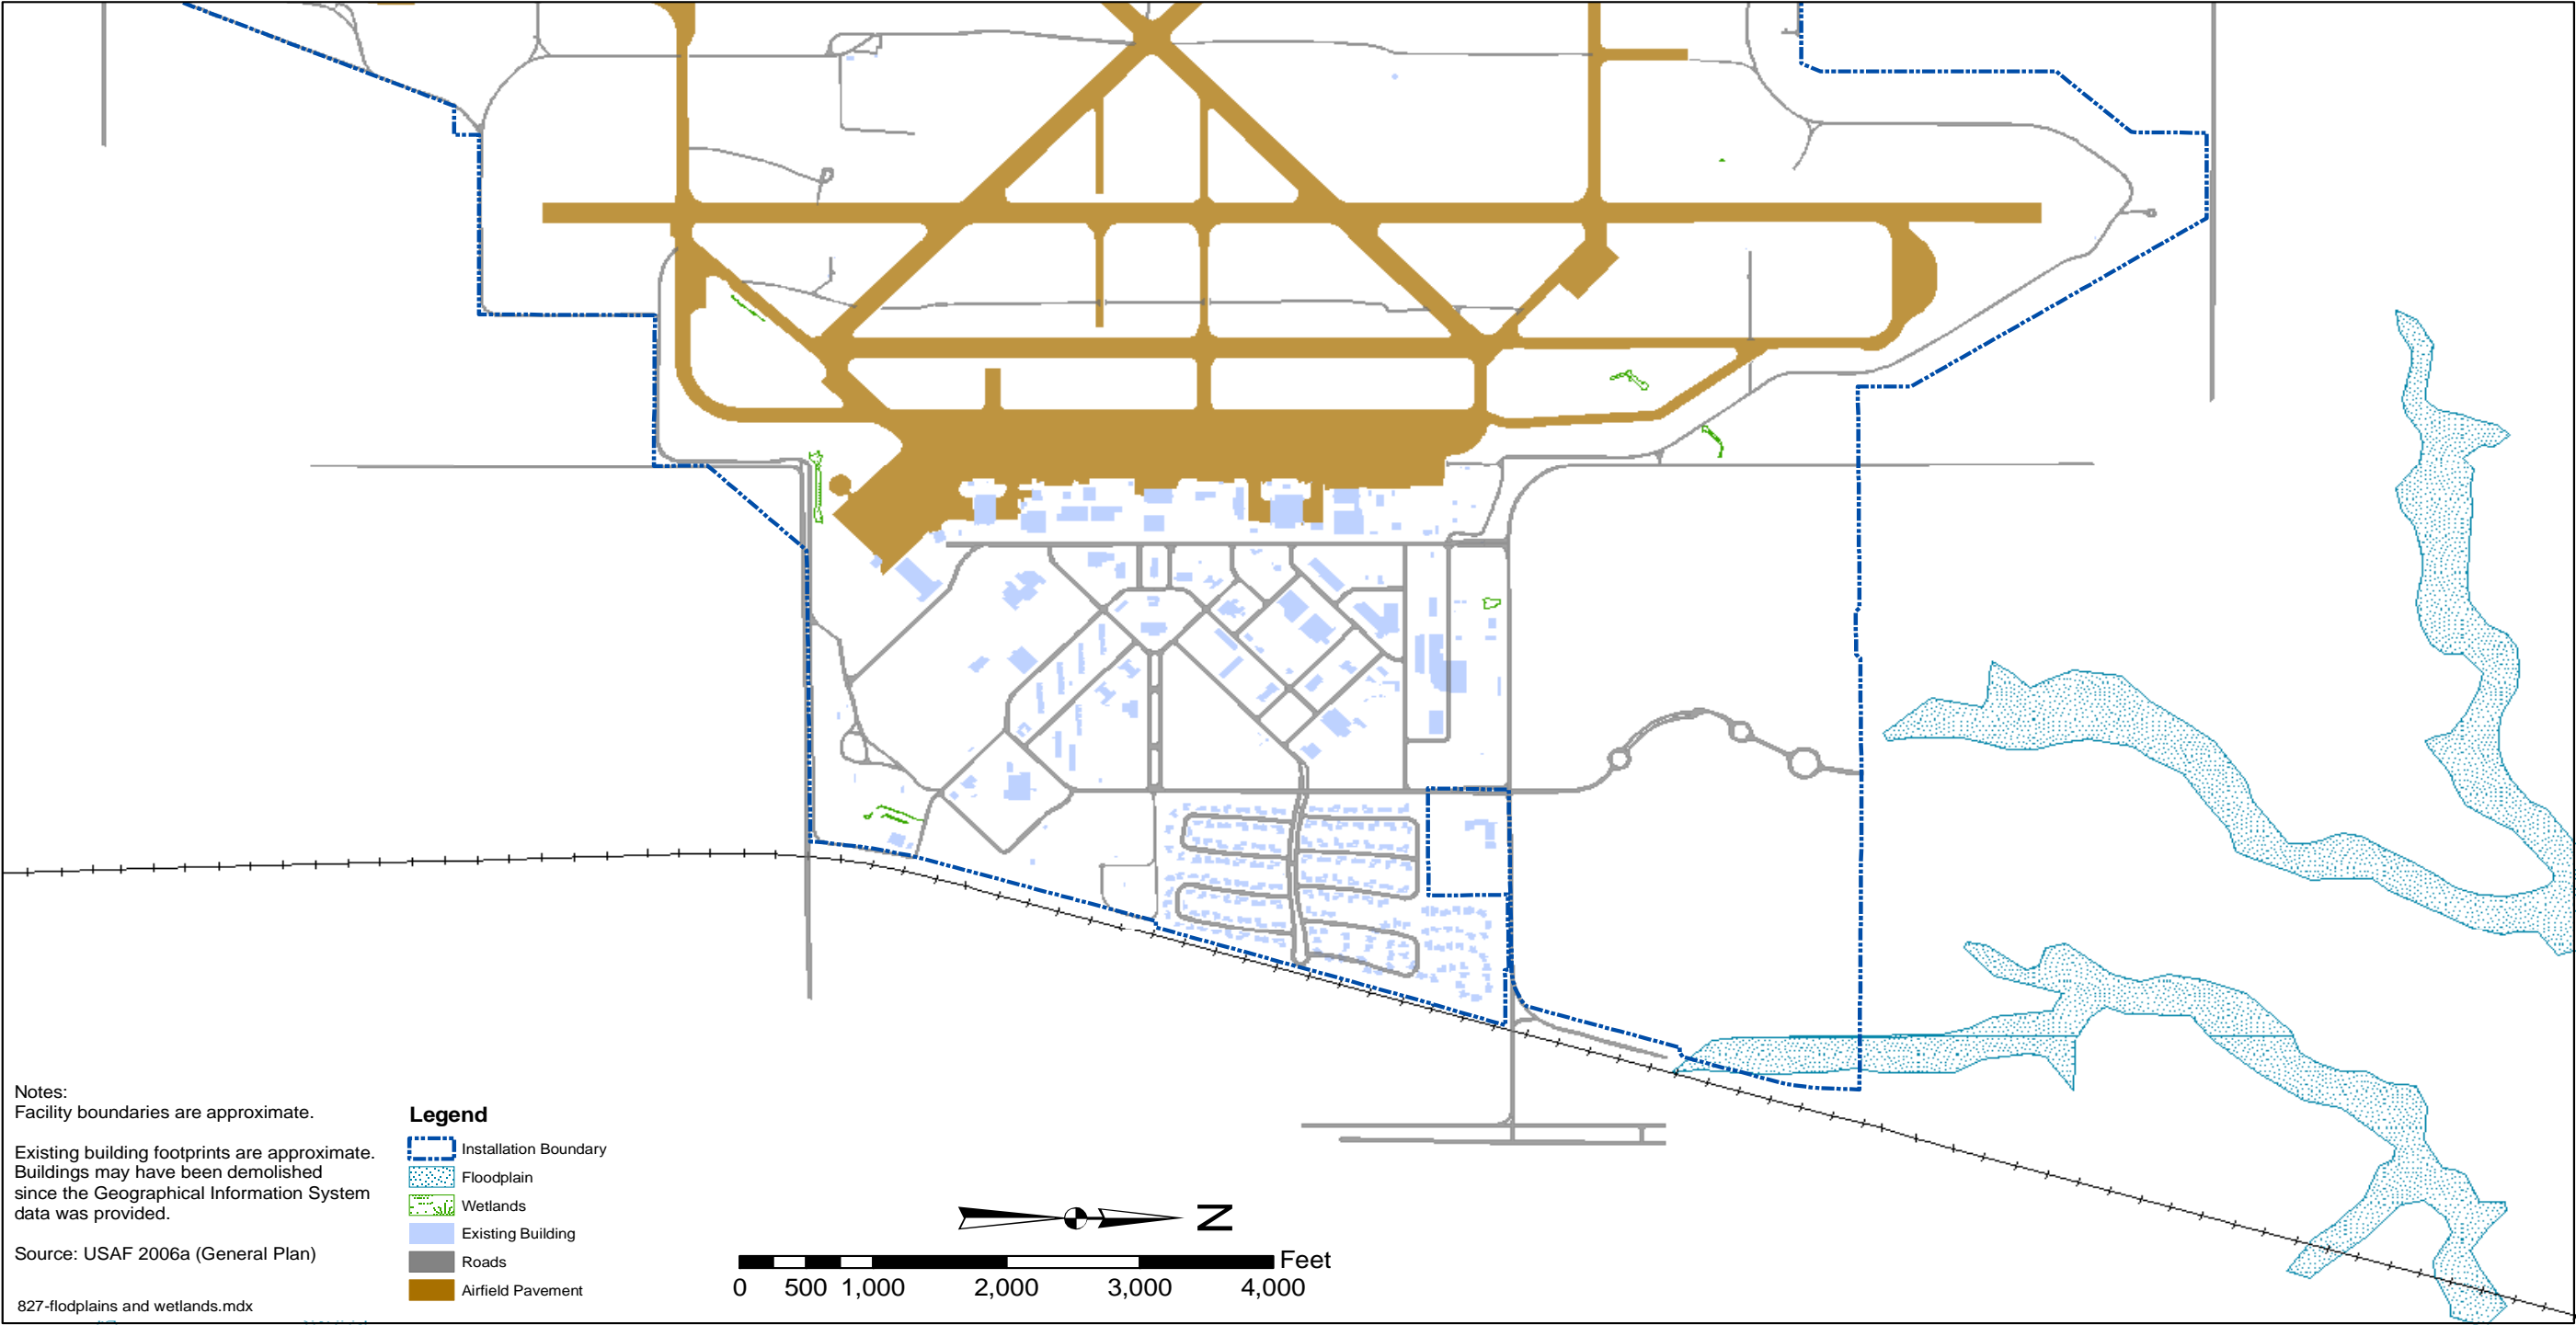 Notes:
Facility boundaries are approximate.
Existing building footprints are approximate.
Buildings may have been demolished
since the Geographical Information System
data was provided.
Source: USAF 2006a (General Plan)
827-flodplains and wetlands.mdx
Legend
Installation Boundary
Floodplain
Wetlands
Existing Building
Roads
Airfield Pavement
N
Feet
0 500 1,000 2,000 3,000 4,000